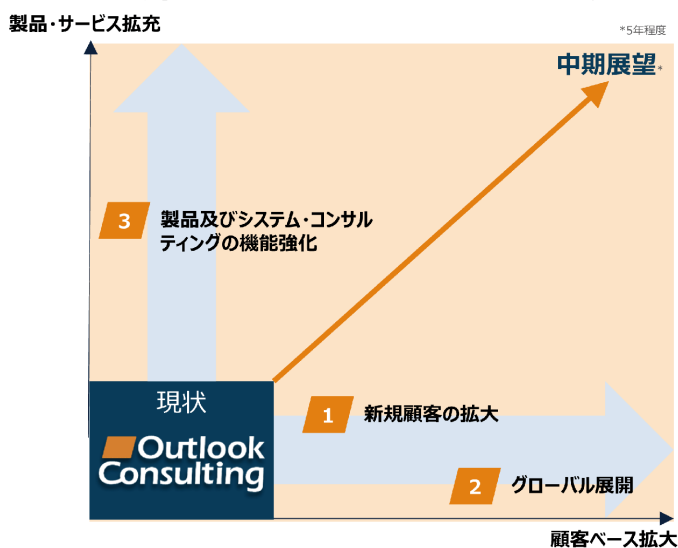 製品・サービス拡充
*5年程度
中期展望*
3
製品及びシステム・コンサル
ティングの機能強化
現状
Outlook
Consulting
1
新規顧客の拡大
2
グローバル展開
顧客ベース拡大